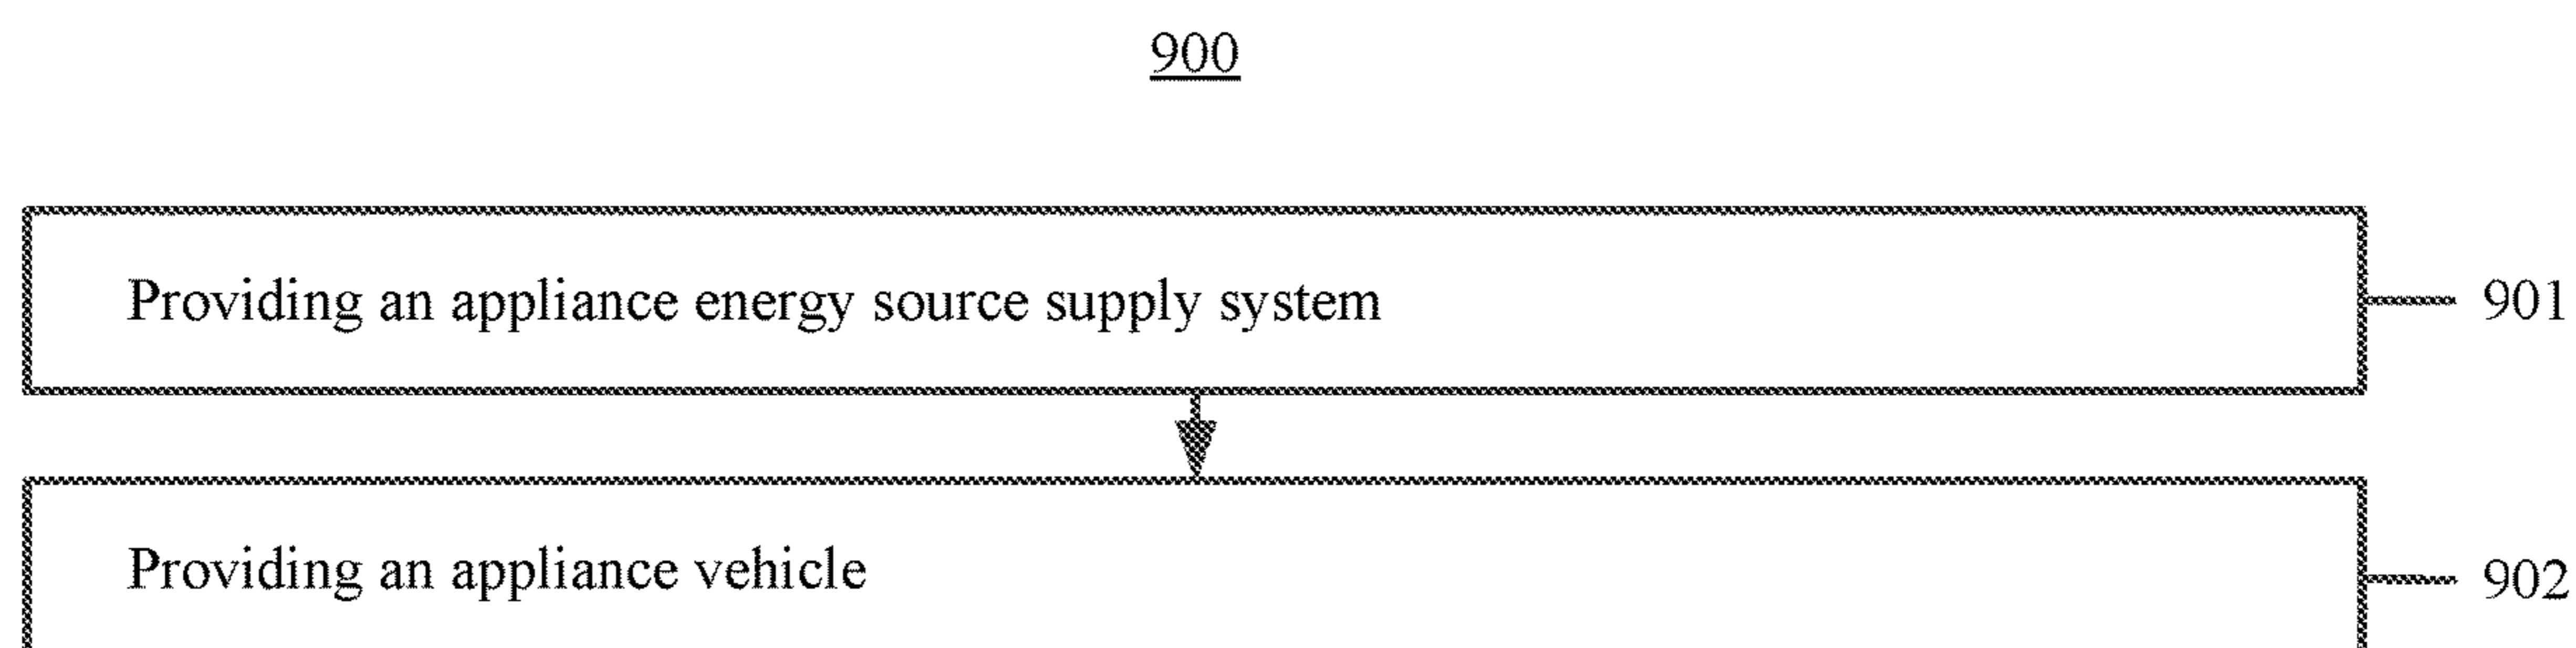 900
Providing an appliance energy source supply system
901
Providing an appliance vehicle
902